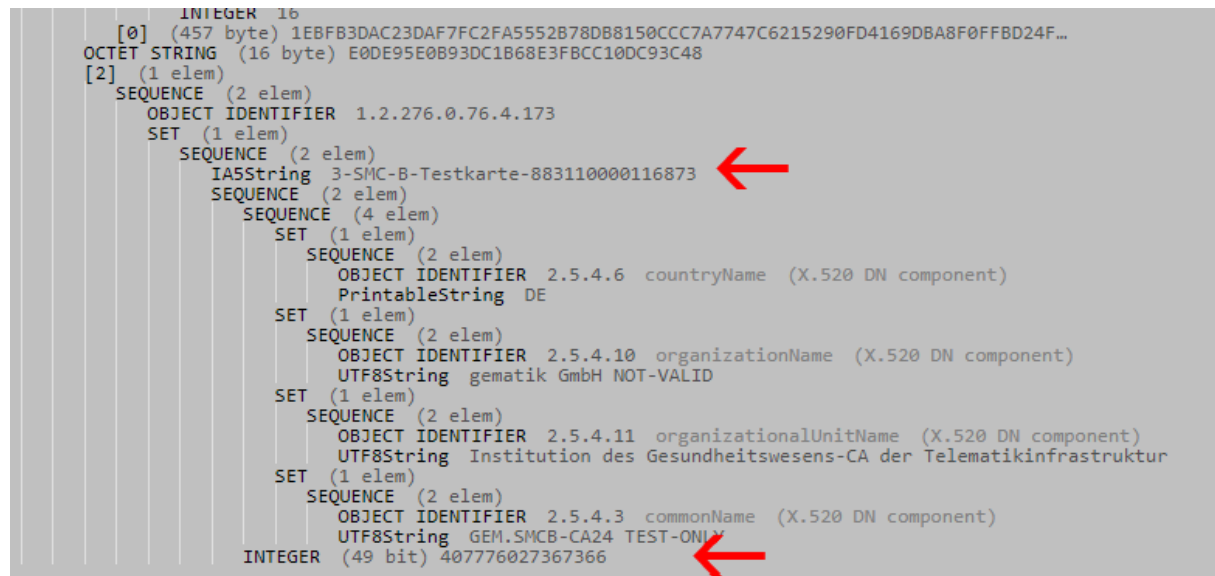 INTEGER 16
[0] (457 byte) 1EBFB3DAC23DAF7FC2FA5552B78DB8150CCC7A7747C6215290FD4169DBA8F0FFBD24F…
OCTET STRING (16 byte) E0DE95E0B93DC1B68E3FBCC10DC93C48
[2] (1 elem)
SEQUENCE (2 elem)
OBJECT IDENTIFIER 1.2.276.0.76.4.173
SET (1 elem)
SEQUENCE (2 elem)
IA5String 3-SMC-B-Testkarte-883110000116873
SEQUENCE (2 elem)
SEQUENCE (4 elem)
SET (1 elem)
SEQUENCE (2 elem)
OBJECT IDENTIFIER 2.5.4.6 countryName (X.520 DN component)
PrintableString DE
SET (1 elem)
SEQUENCE (2 elem)
OBJECT IDENTIFIER 2.5.4.10 organizationName (X.520 DN component)
UTF8String gematik GmbH NOT-VALID
SET (1 elem)
SEQUENCE (2 elem)
OBJECT IDENTIFIER 2.5.4.11 organizationalUnitName (X.520 DN component)
UTF8String Institution des Gesundheitswesens-CA der Telematikinfrastruktur
SET (1 elem)
SEQUENCE (2 elem)
OBJECT IDENTIFIER 2.5.4.3 commonName (X.520 DN component)
UTF8String GEM.SMCB-CA24 TEST-ONLY
INTEGER (49 bit) 407776027367366